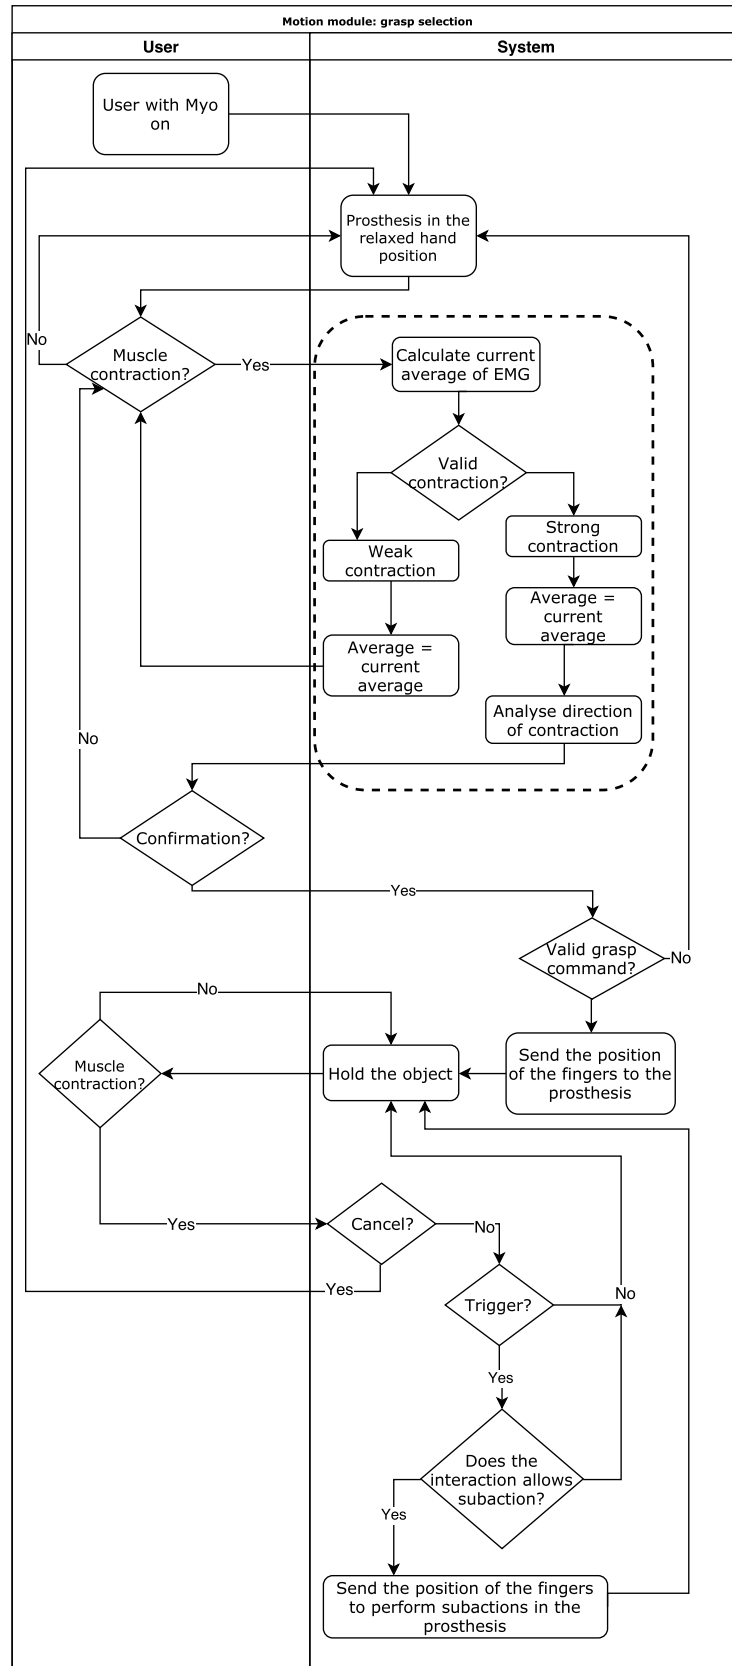 Motion module: grasp selection
User
System
User with Myo
on
Prosthesis in the
relaxed hand
position
No
Muscle
contraction?
Yes
Calculate current
average of EMG
Valid
contraction?
Weak
contraction
Strong
contraction
Average =
current
average
Average =
current
average
Analyse direction
of contraction
No
Confirmation?
Yes
Valid grasp
command?
No
No
Muscle
contraction?
Hold the object
Send the position
of the fingers to the
prosthesis
Yes
Cancel?
No
Yes
Trigger?
No
Yes
Does the
interaction allows
subaction?
Yes
Send the position of the fingers
to perform subactions in the
prosthesis